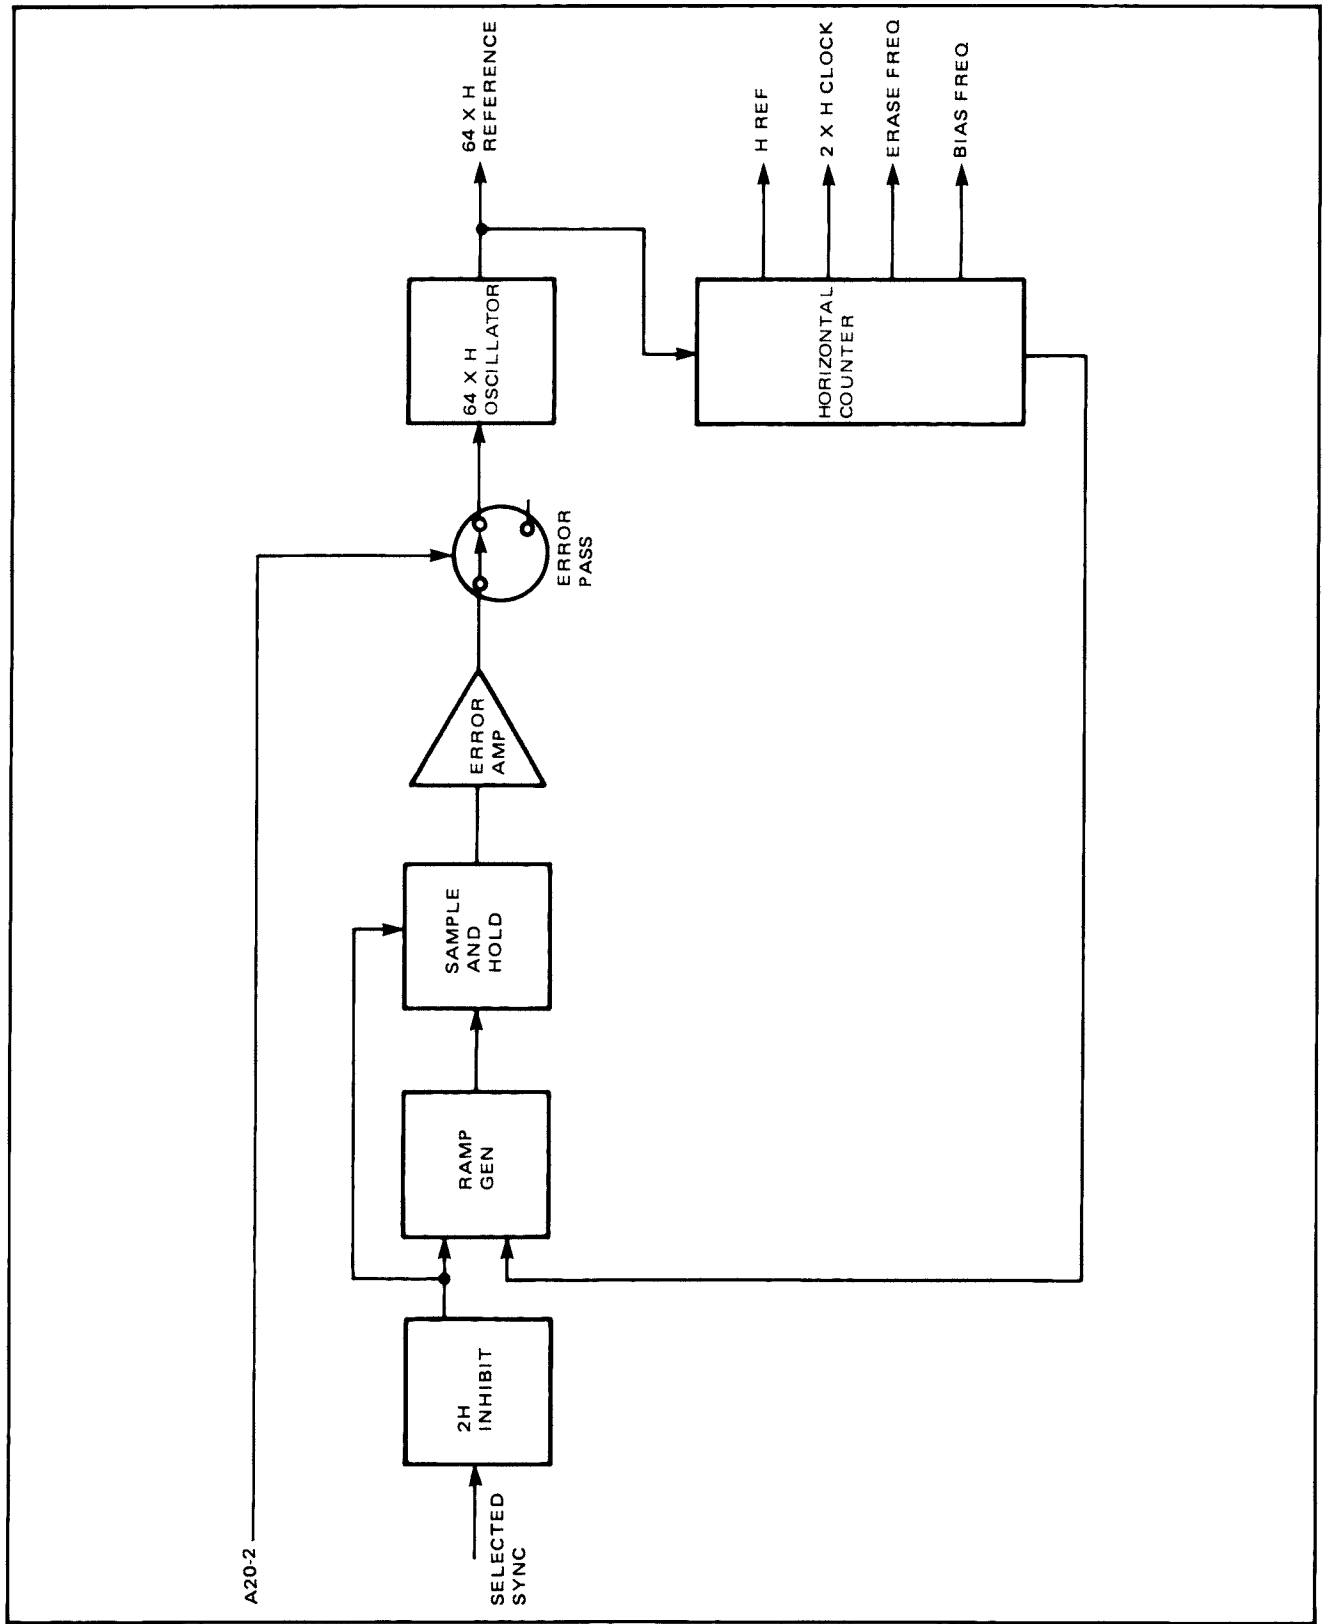 A20-2
SELECTED
SYNC
2H
INHIBIT
RAMP
GEN
SAMPLE
AND
HOLD
ERROR
AMP
ERROR
PASS
64 X H
OSCILLATOR
64 X H
REFERENCE
HORIZONTAL
COUNTER
H REF
2 X H CLOCK
ERASE FREQ
BIAS FREQ